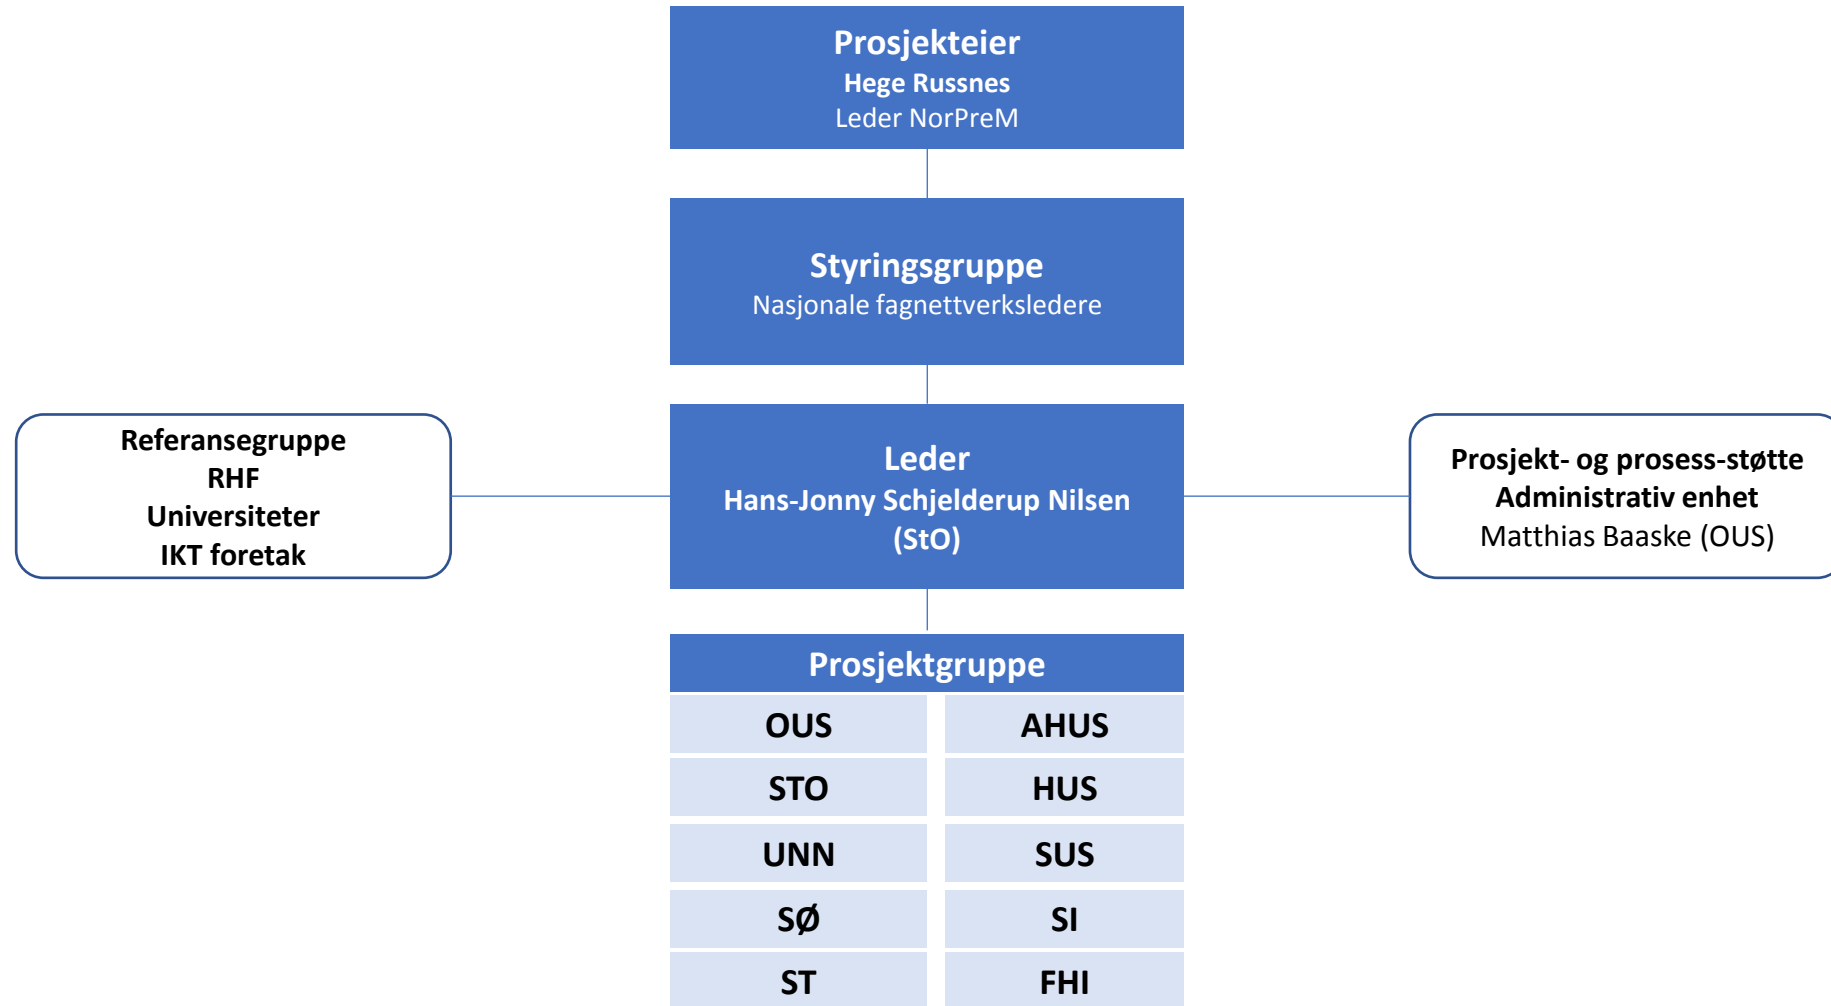 Prosjekteier
Hege Russnes
Leder NorPreM
Styringsgruppe
Nasjonale fagnettverksledere
Referansegruppe
RHF
Universiteter
IKT foretak
Leder
Hans-Jonny Schjelderup Nilsen
(StO)
Prosjekt- og prosess-støtte
Administrativ enhet
Matthias Baaske (OUS)
Prosjektgruppe
OUS
AHUS
STO
HUS
UNN
SUS
SØ
SI
ST
FHI